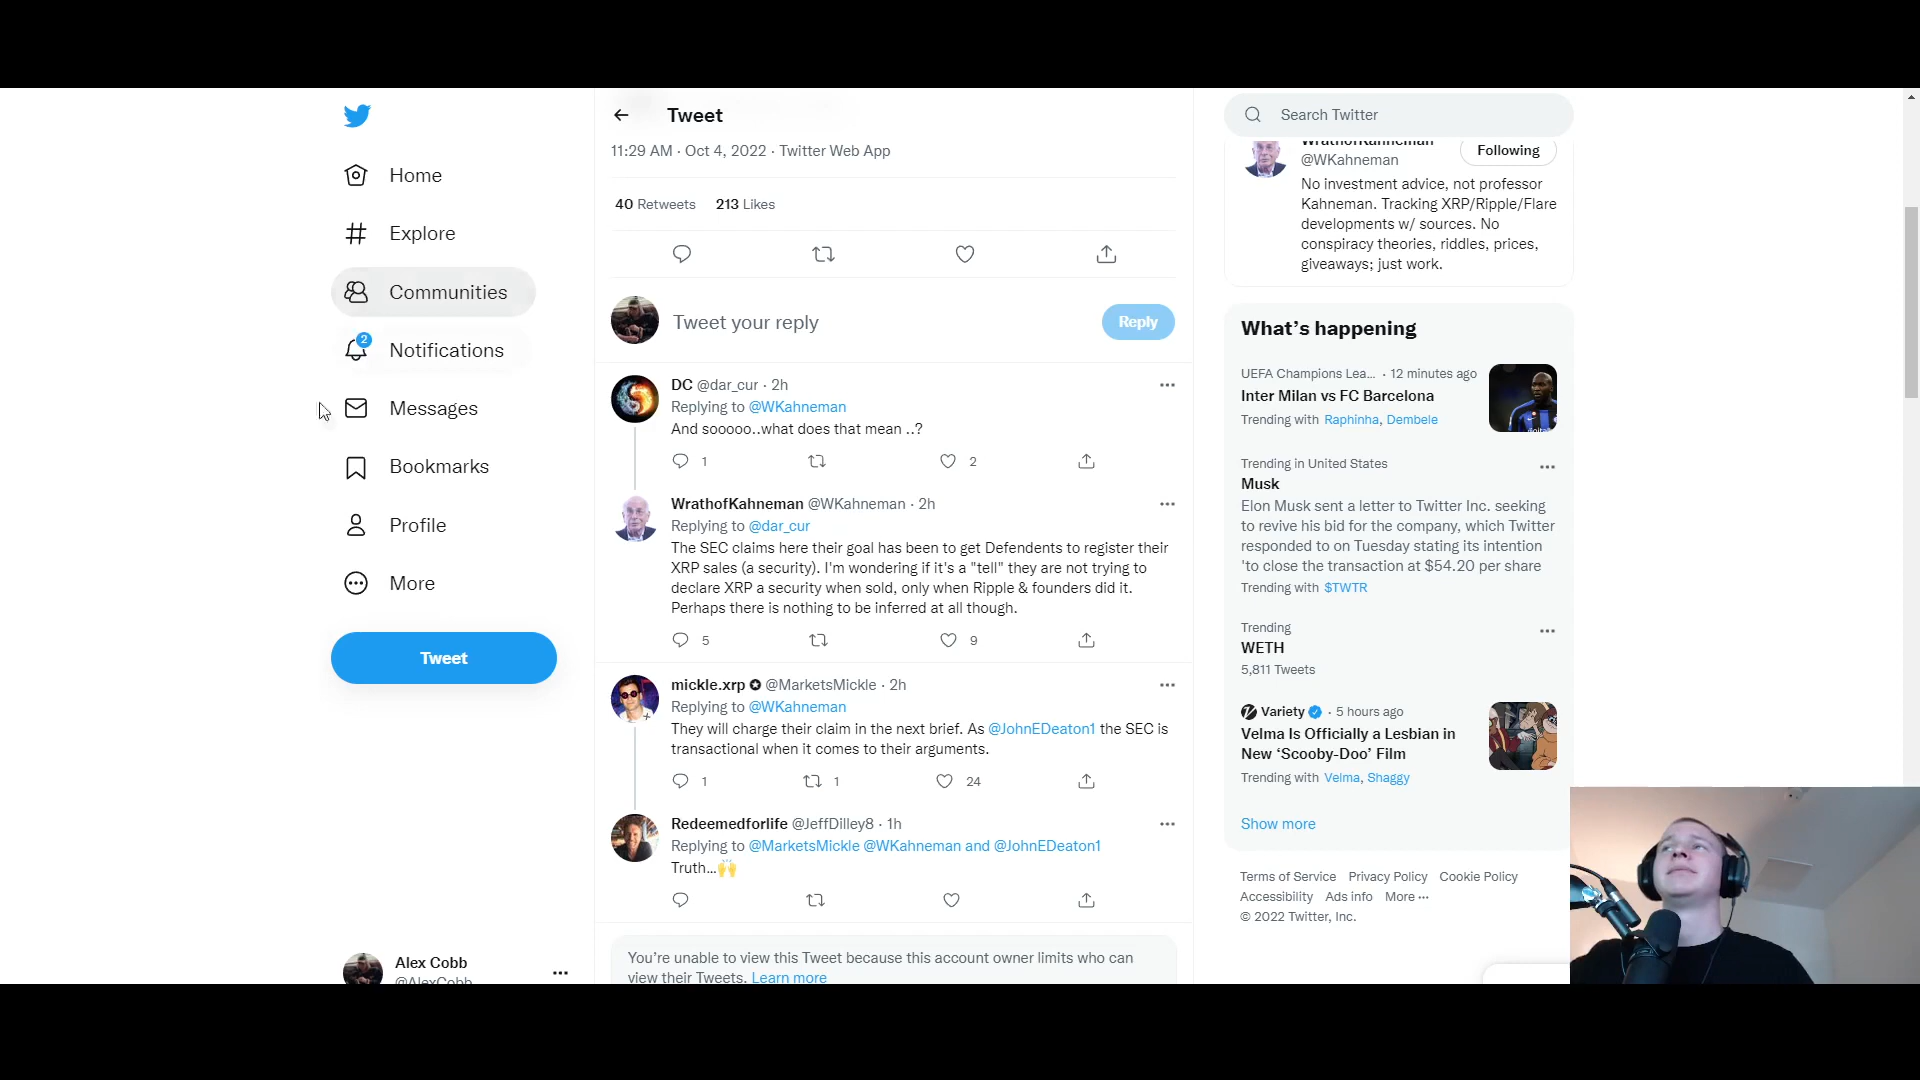 Home
Explore
Communities
2
Notifications
Messages
Bookmarks
Profile
More
Tweet
Alex Cobb
@AlexCobb
Tweet
11:29 AM · Oct 4, 2022 · Twitter Web App
40 Retweets 213 Likes
Tweet your reply
Reply
DC @dar_cur · 2h
Replying to @WKahneman
And sooooo..what does that mean ..?
1 2
WrathofKahneman @WKahneman · 2h
Replying to @dar_cur
The SEC claims here their goal has been to get Defendents to register their
XRP sales (a security). I'm wondering if it's a "tell" they are not trying to
declare XRP a security when sold, only when Ripple & founders did it.
Perhaps there is nothing to be inferred at all though.
5 9
mickle.xrp ✪ @MarketsMickle · 2h
Replying to @WKahneman
They will charge their claim in the next brief. As @JohnEDeaton1 the SEC is
transactional when it comes to their arguments.
1 1 24
Redeemedforlife @JeffDilley8 · 1h
Replying to @MarketsMickle @WKahneman and @JohnEDeaton1
Truth...🙌
You're unable to view this Tweet because this account owner limits who can
view their Tweets. Learn more
Search Twitter
WrathofKahneman
@WKahneman
Following
No investment advice, not professor
Kahneman. Tracking XRP/Ripple/Flare
developments w/ sources. No
conspiracy theories, riddles, prices,
giveaways; just work.
What's happening
UEFA Champions Lea... · 12 minutes ago
Inter Milan vs FC Barcelona
Trending with Raphinha, Dembele
Trending in United States
Musk
Elon Musk sent a letter to Twitter Inc. seeking
to revive his bid for the company, which Twitter
responded to on Tuesday stating its intention
'to close the transaction at $54.20 per share
Trending with $TWTR
Trending
WETH
5,811 Tweets
Variety · 5 hours ago
Velma Is Officially a Lesbian in
New 'Scooby-Doo' Film
Trending with Velma, Shaggy
Show more
Terms of Service Privacy Policy Cookie Policy
Accessibility Ads info More ···
© 2022 Twitter, Inc.